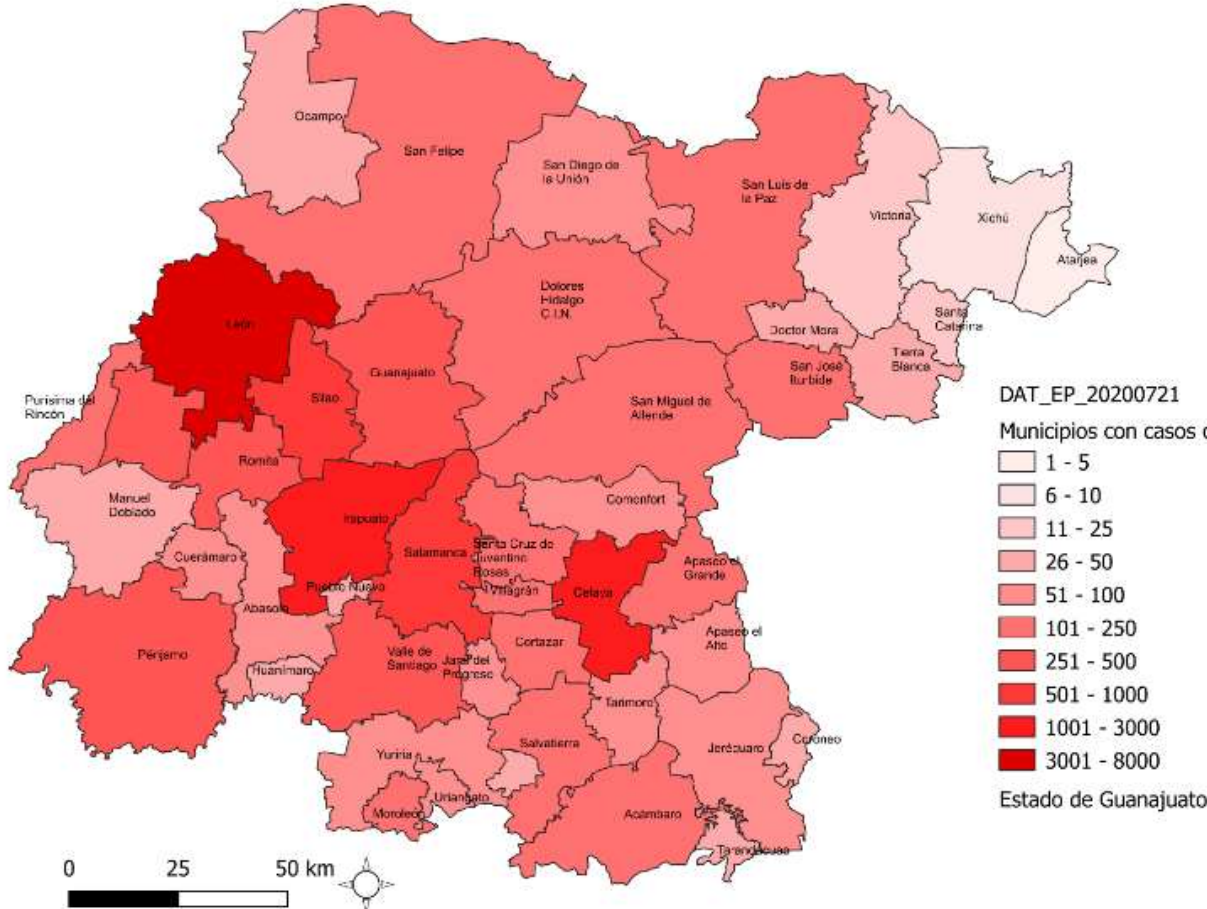 Ocampo
San Felipe
San Diego de
la Unión
San Luis de
la Paz
Victoria
Xichú
Atarjea
León
Dolores
Hidalgo
C.I.N.
Doctor Mora
Santa
Catarina
Tierra
Blanca
San José
Iturbide
Guanajuato
Silao
San Miguel de
Allende
Purísima del
Rincón
Romita
Manuel
Doblado
Irapuato
Comonfort
Cuerámaro
Salamanca
Santa Cruz de
Juventino
Rosas
Apaseo el
Grande
Pueblo Nuevo
Villagrán
Celaya
Abasolo
Pénjamo
Huanímaro
Valle de
Santiago
Jaral del
Progreso
Cortazar
Apaseo el
Alto
Tarimoro
Yuriria
Salvatierra
Jerécuaro
Coroneo
Uriangato
Moroleón
Acámbaro
Tarandacuao
DAT_EP_20200721
Municipios con casos
1 - 5
6 - 10
11 - 25
26 - 50
51 - 100
101 - 250
251 - 500
501 - 1000
1001 - 3000
3001 - 8000
Estado de Guanajuato
0 25 50 km